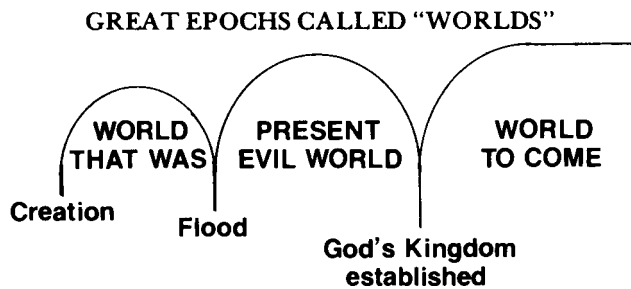 GREAT EPOCHS CALLED “WORLDS”
WORLD
THAT WAS
PRESENT
EVIL WORLD
WORLD
TO COME
Creation
Flood
God's Kingdom
established